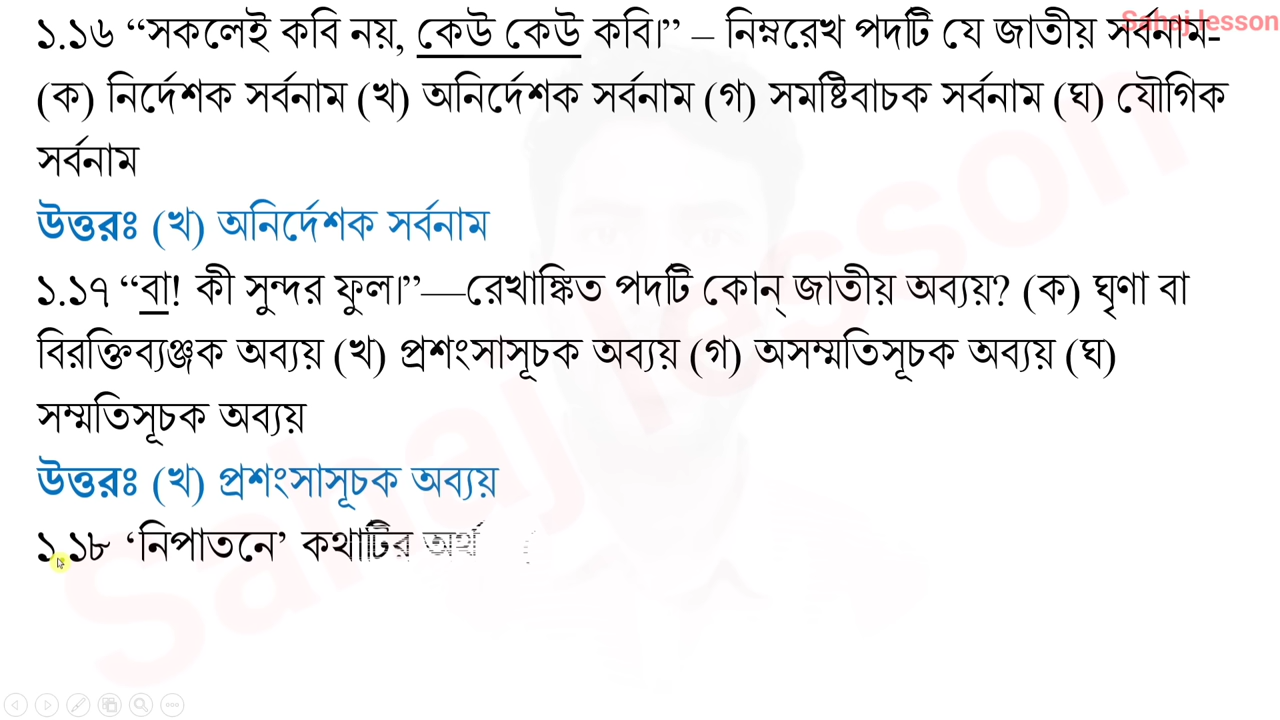 Sahaj lesson
১.১৬ “সকলেই কবি নয়, কেউ কেউ কবি।” – নিম্নরেখ পদটি যে জাতীয় সর্বনাম-
(ক) নির্দেশক সর্বনাম (খ) অনির্দেশক সর্বনাম (গ) সমষ্টিবাচক সর্বনাম (ঘ) যৌগিক
সর্বনাম
উত্তরঃ (খ) অনির্দেশক সর্বনাম
১.১৭ “বা! কী সুন্দর ফুল।”—রেখাঙ্কিত পদটি কোন্ জাতীয় অব্যয়? (ক) ঘৃণা বা
বিরক্তিব্যঞ্জক অব্যয় (খ) প্রশংসাসূচক অব্যয় (গ) অসম্মতিসূচক অব্যয় (ঘ)
সম্মতিসূচক অব্যয়
উত্তরঃ (খ) প্রশংসাসূচক অব্যয়
১.১৮ ‘নিপাতনে’ কথাটির অর্থ
Sahaj lesson